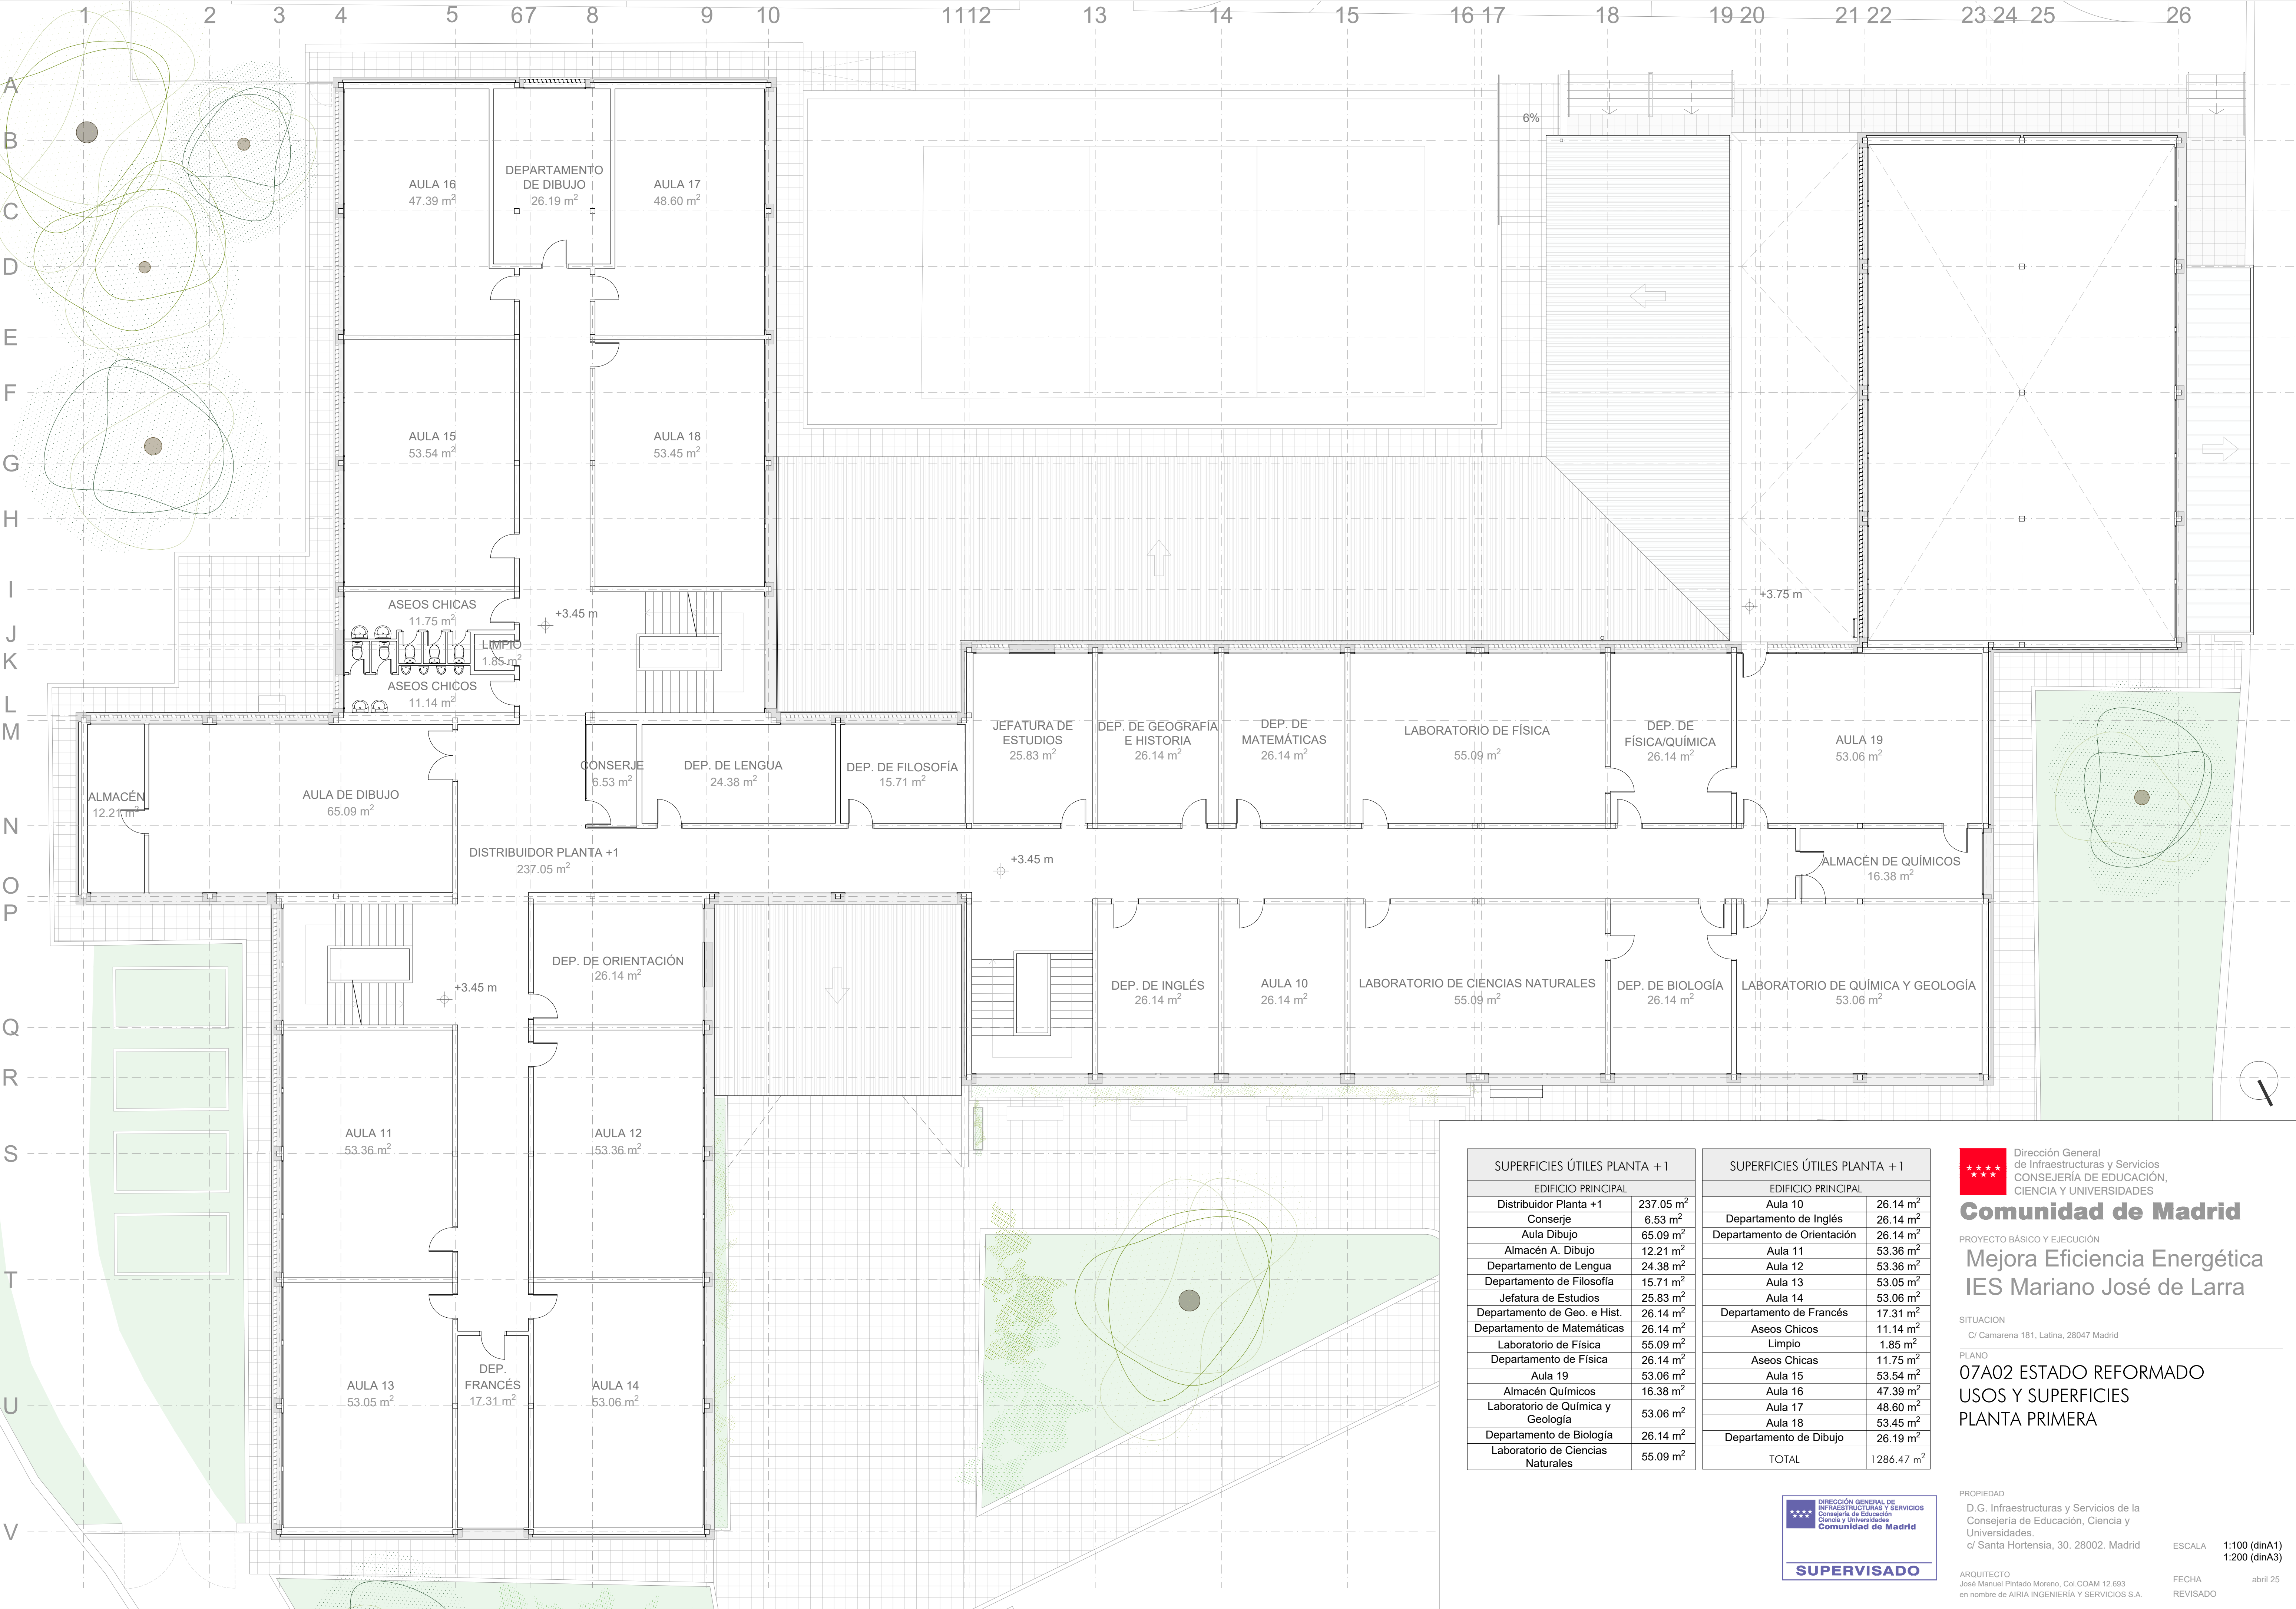 1 2 3 4 5 6 7 8 9 10 11 12 13 14 15 16 17 18 19 20 21 22 23 24 25 26
A
B
C
D
E
F
G
H
I
J
K
L
M
N
O
P
Q
R
S
T
U
V
6%
AULA 16
47.39 m²
DEPARTAMENTO
DE DIBUJO
26.19 m²
AULA 17
48.60 m²
AULA 15
53.54 m²
AULA 18
53.45 m²
ASEOS CHICAS
11.75 m²
+3.45 m
LIMPIO
1.85 m²
ASEOS CHICOS
11.14 m²
+3.75 m
ALMACÉN
12.21 m²
AULA DE DIBUJO
65.09 m²
CONSERJE
6.53 m²
DEP. DE LENGUA
24.38 m²
DEP. DE FILOSOFÍA
15.71 m²
JEFATURA DE
ESTUDIOS
25.83 m²
DEP. DE GEOGRAFÍA
E HISTORIA
26.14 m²
DEP. DE
MATEMÁTICAS
26.14 m²
LABORATORIO DE FÍSICA
55.09 m²
DEP. DE
FÍSICA/QUÍMICA
26.14 m²
AULA 19
53.06 m²
DISTRIBUIDOR PLANTA +1
237.05 m²
+3.45 m
ALMACÉN DE QUÍMICOS
16.38 m²
DEP. DE ORIENTACIÓN
26.14 m²
+3.45 m
DEP. DE INGLÉS
26.14 m²
AULA 10
26.14 m²
LABORATORIO DE CIENCIAS NATURALES
55.09 m²
DEP. DE BIOLOGÍA
26.14 m²
LABORATORIO DE QUÍMICA Y GEOLOGÍA
53.06 m²
AULA 11
53.36 m²
AULA 12
53.36 m²
AULA 13
53.05 m²
DEP.
FRANCÉS
17.31 m²
AULA 14
53.06 m²
SUPERFICIES ÚTILES PLANTA +1
EDIFICIO PRINCIPAL
Distribuidor Planta +1 237.05 m²
Conserje 6.53 m²
Aula Dibujo 65.09 m²
Almacén A. Dibujo 12.21 m²
Departamento de Lengua 24.38 m²
Departamento de Filosofía 15.71 m²
Jefatura de Estudios 25.83 m²
Departamento de Geo. e Hist. 26.14 m²
Departamento de Matemáticas 26.14 m²
Laboratorio de Física 55.09 m²
Departamento de Física 26.14 m²
Aula 19 53.06 m²
Almacén Químicos 16.38 m²
Laboratorio de Química y
Geología 53.06 m²
Departamento de Biología 26.14 m²
Laboratorio de Ciencias
Naturales 55.09 m²
SUPERFICIES ÚTILES PLANTA +1
EDIFICIO PRINCIPAL
Aula 10 26.14 m²
Departamento de Inglés 26.14 m²
Departamento de Orientación 26.14 m²
Aula 11 53.36 m²
Aula 12 53.36 m²
Aula 13 53.05 m²
Aula 14 53.06 m²
Departamento de Francés 17.31 m²
Aseos Chicos 11.14 m²
Limpio 1.85 m²
Aseos Chicas 11.75 m²
Aula 15 53.54 m²
Aula 16 47.39 m²
Aula 17 48.60 m²
Aula 18 53.45 m²
Departamento de Dibujo 26.19 m²
TOTAL 1286.47 m²
Dirección General
de Infraestructuras y Servicios
CONSEJERÍA DE EDUCACIÓN,
CIENCIA Y UNIVERSIDADES
Comunidad de Madrid
PROYECTO BÁSICO Y EJECUCIÓN
Mejora Eficiencia Energética
IES Mariano José de Larra
SITUACION
C/ Camarena 181, Latina, 28047 Madrid
PLANO
07A02 ESTADO REFORMADO
USOS Y SUPERFICIES
PLANTA PRIMERA
PROPIEDAD
D.G. Infraestructuras y Servicios de la
Consejería de Educación, Ciencia y
Universidades.
c/ Santa Hortensia, 30. 28002. Madrid
ESCALA 1:100 (dinA1)
1:200 (dinA3)
ARQUITECTO
José Manuel Pintado Moreno, Col.COAM 12.693
en nombre de AIRIA INGENIERÍA Y SERVICIOS S.A.
FECHA abril 25
REVISADO
DIRECCIÓN GENERAL DE
INFRAESTRUCTURAS Y SERVICIOS
Consejería de Educación
Ciencia y Universidades
Comunidad de Madrid
SUPERVISADO